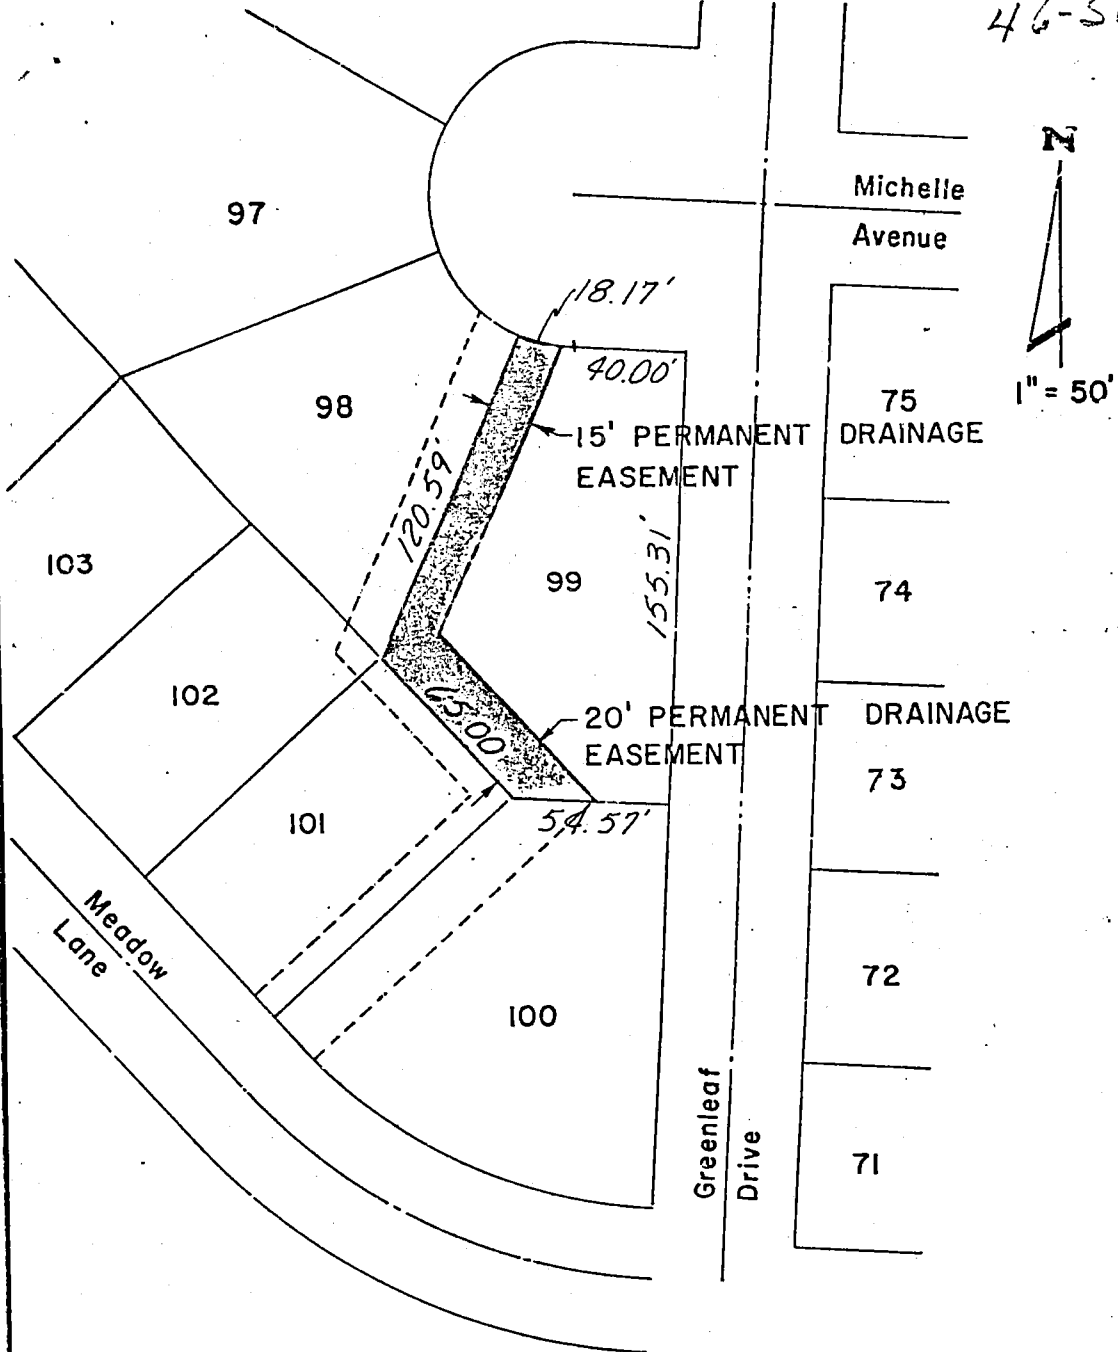 N
Michelle
Avenue
97
18.17'
40.00'
1" = 50'
98
75
15' PERMANENT DRAINAGE
EASEMENT
120.59'
103
99
155.31'
74
102
65.00
20' PERMANENT DRAINAGE
EASEMENT
73
101
54.57'
Meadow
Lane
72
100
Greenleaf
Drive
71